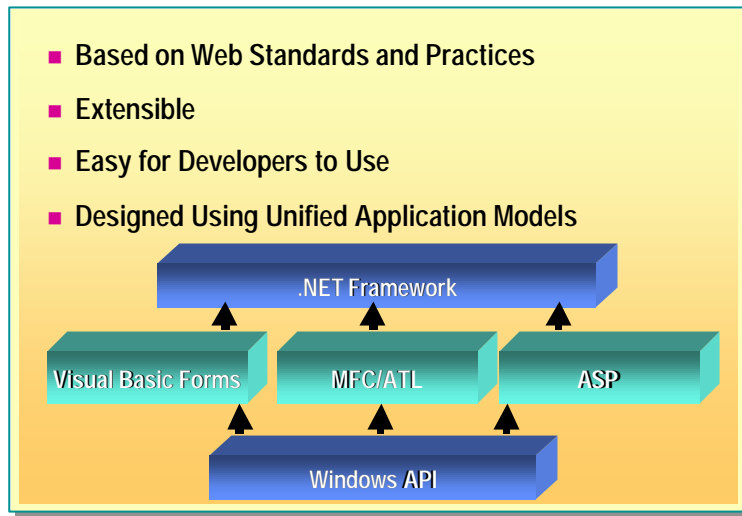 Based on Web Standards and Practices
Extensible
Easy for Developers to Use
Designed Using Unified Application Models
.NET Framework
Visual Basic Forms
MFC/ATL
ASP
Windows API